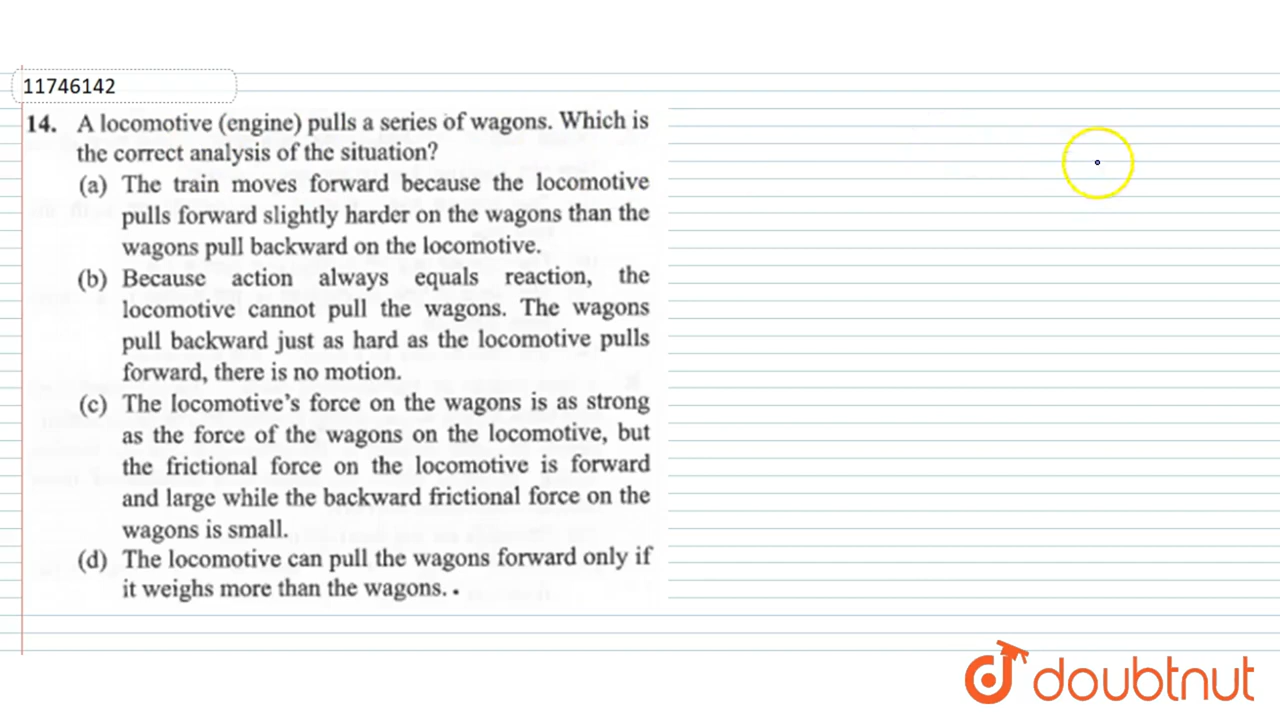 11746142
14. A locomotive (engine) pulls a series of wagons. Which is
the correct analysis of the situation?
(a) The train moves forward because the locomotive
pulls forward slightly harder on the wagons than the
wagons pull backward on the locomotive.
(b) Because action always equals reaction, the
locomotive cannot pull the wagons. The wagons
pull backward just as hard as the locomotive pulls
forward, there is no motion.
(c) The locomotive's force on the wagons is as strong
as the force of the wagons on the locomotive, but
the frictional force on the locomotive is forward
and large while the backward frictional force on the
wagons is small.
(d) The locomotive can pull the wagons forward only if
it weighs more than the wagons.
doubtnut